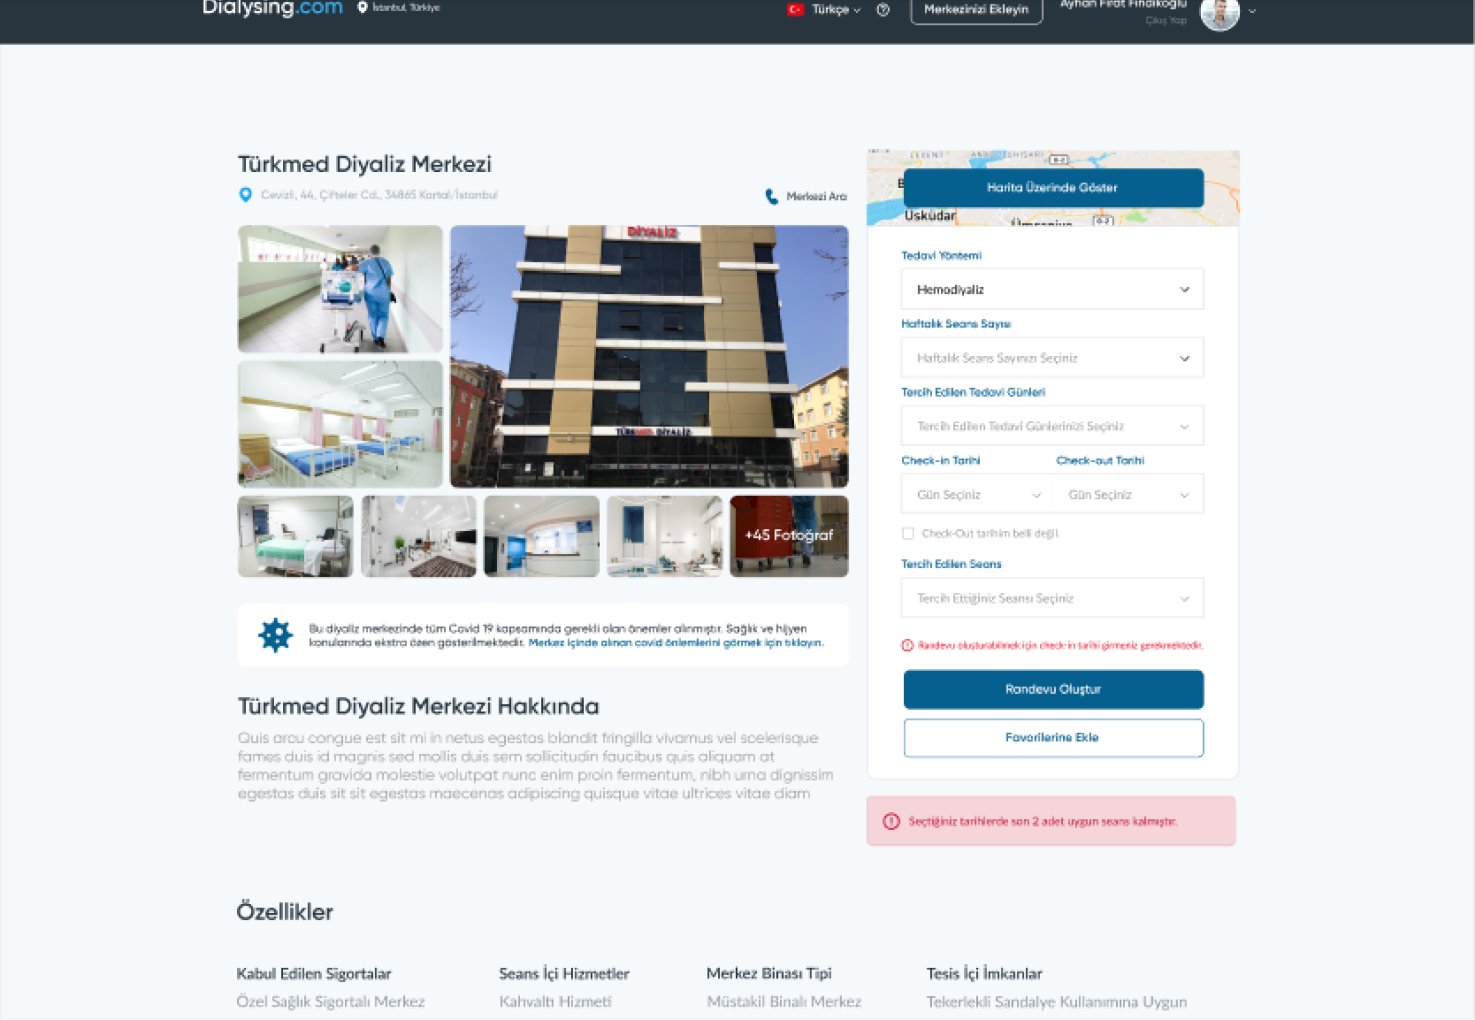 Dialysing.com
İstanbul, Türkiye
Türkçe
Merkezinizi Ekleyin
Ayhan Fırat Fındıkoğlu
Çıkış Yap
Türkmed Diyaliz Merkezi
Cevizli, 44, Çifteler Cd., 34865 Kartal/İstanbul
Merkezi Ara
DİYALİZ
TÜRKMED DİYALİZ
+45 Fotoğraf
Bu diyaliz merkezinde tüm Covid 19 kapsamında gerekli olan önemler alınmıştır. Sağlık ve hijyen
konularında ekstra özen gösterilmektedir. Merkez içinde alınan covid önlemlerini görmek için tıklayın.
Türkmed Diyaliz Merkezi Hakkında
Quis arcu congue est sit mi in netus egestas blandit fringilla vivamus vel scelerisque
fames duis id magnis sed mollis duis sem sollicitudin faucibus quis aliquam at
fermentum gravida molestie volutpat nunc enim proin fermentum, nibh urna dignissim
egestas duis sit sit egestas maecenas adipiscing quisque vitae ultrices vitae diam
LEVENT
ANADOLUHİSARI
O-2
Harita Üzerinde Göster
Üsküdar
Ümraniye
O-2
Tedavi Yöntemi
Hemodiyaliz
Haftalık Seans Sayısı
Haftalık Seans Sayınızı Seçiniz
Tercih Edilen Tedavi Günleri
Tercih Edilen Tedavi Günlerinizi Seçiniz
Check-in Tarihi
Check-out Tarihi
Gün Seçiniz
Gün Seçiniz
Check-Out tarihim belli değil.
Tercih Edilen Seans
Tercih Ettiğiniz Seansı Seçiniz
Randevu oluşturabilmek için check-in tarihi girmeniz gerekmektedir.
Randevu Oluştur
Favorilerine Ekle
Seçtiğiniz tarihlerde son 2 adet uygun seans kalmıştır.
Özellikler
Kabul Edilen Sigortalar
Özel Sağlık Sigortalı Merkez
Seans İçi Hizmetler
Kahvaltı Hizmeti
Merkez Binası Tipi
Müstakil Binalı Merkez
Tesis İçi İmkanlar
Tekerlekli Sandalye Kullanımına Uygun